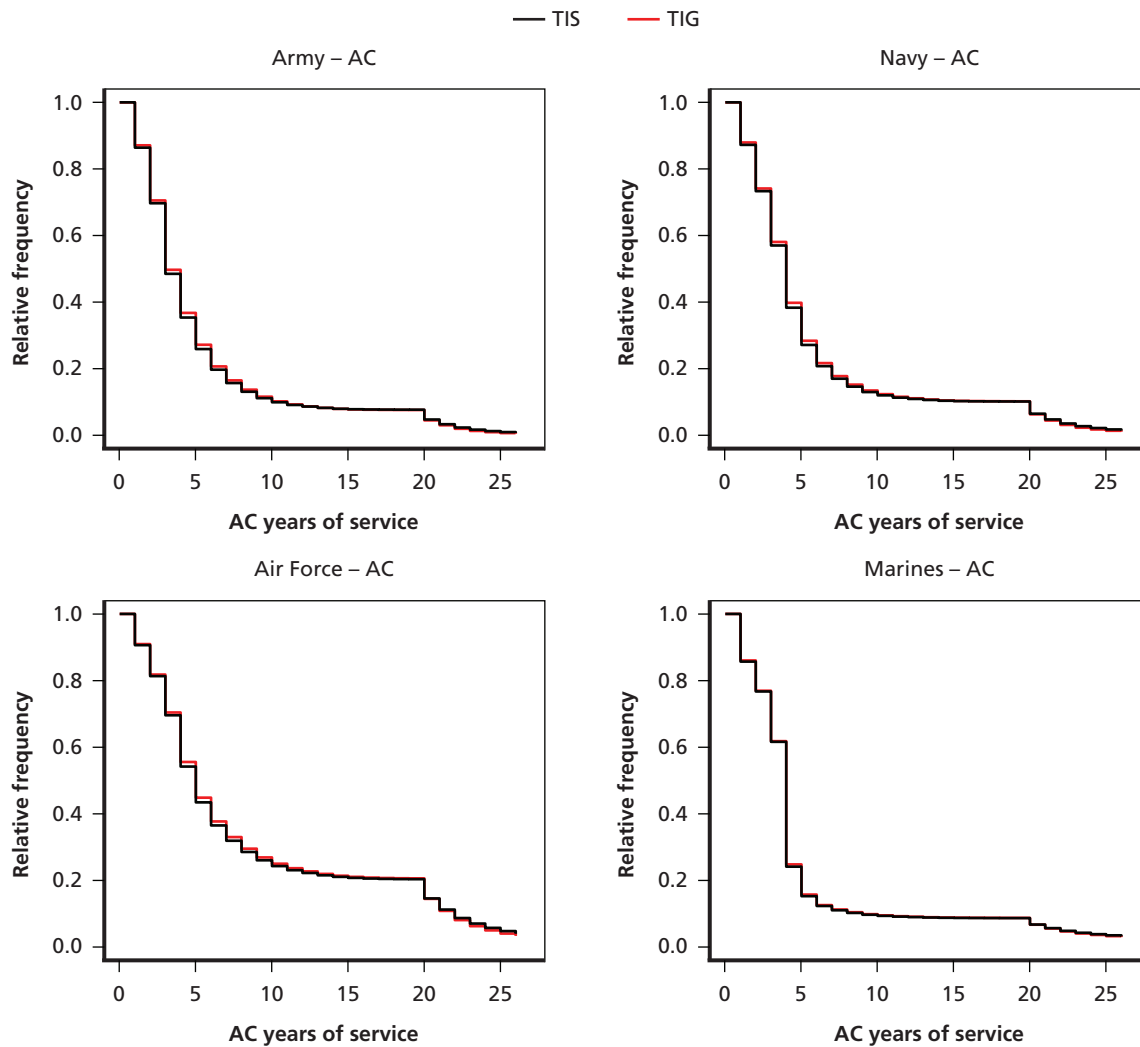 TIS TIG
Army – AC
Relative frequency
1.0
0.8
0.6
0.4
0.2
0.0
0 5 10 15 20 25
AC years of service
Navy – AC
Relative frequency
1.0
0.8
0.6
0.4
0.2
0.0
0 5 10 15 20 25
AC years of service
Air Force – AC
Relative frequency
1.0
0.8
0.6
0.4
0.2
0.0
0 5 10 15 20 25
AC years of service
Marines – AC
Relative frequency
1.0
0.8
0.6
0.4
0.2
0.0
0 5 10 15 20 25
AC years of service